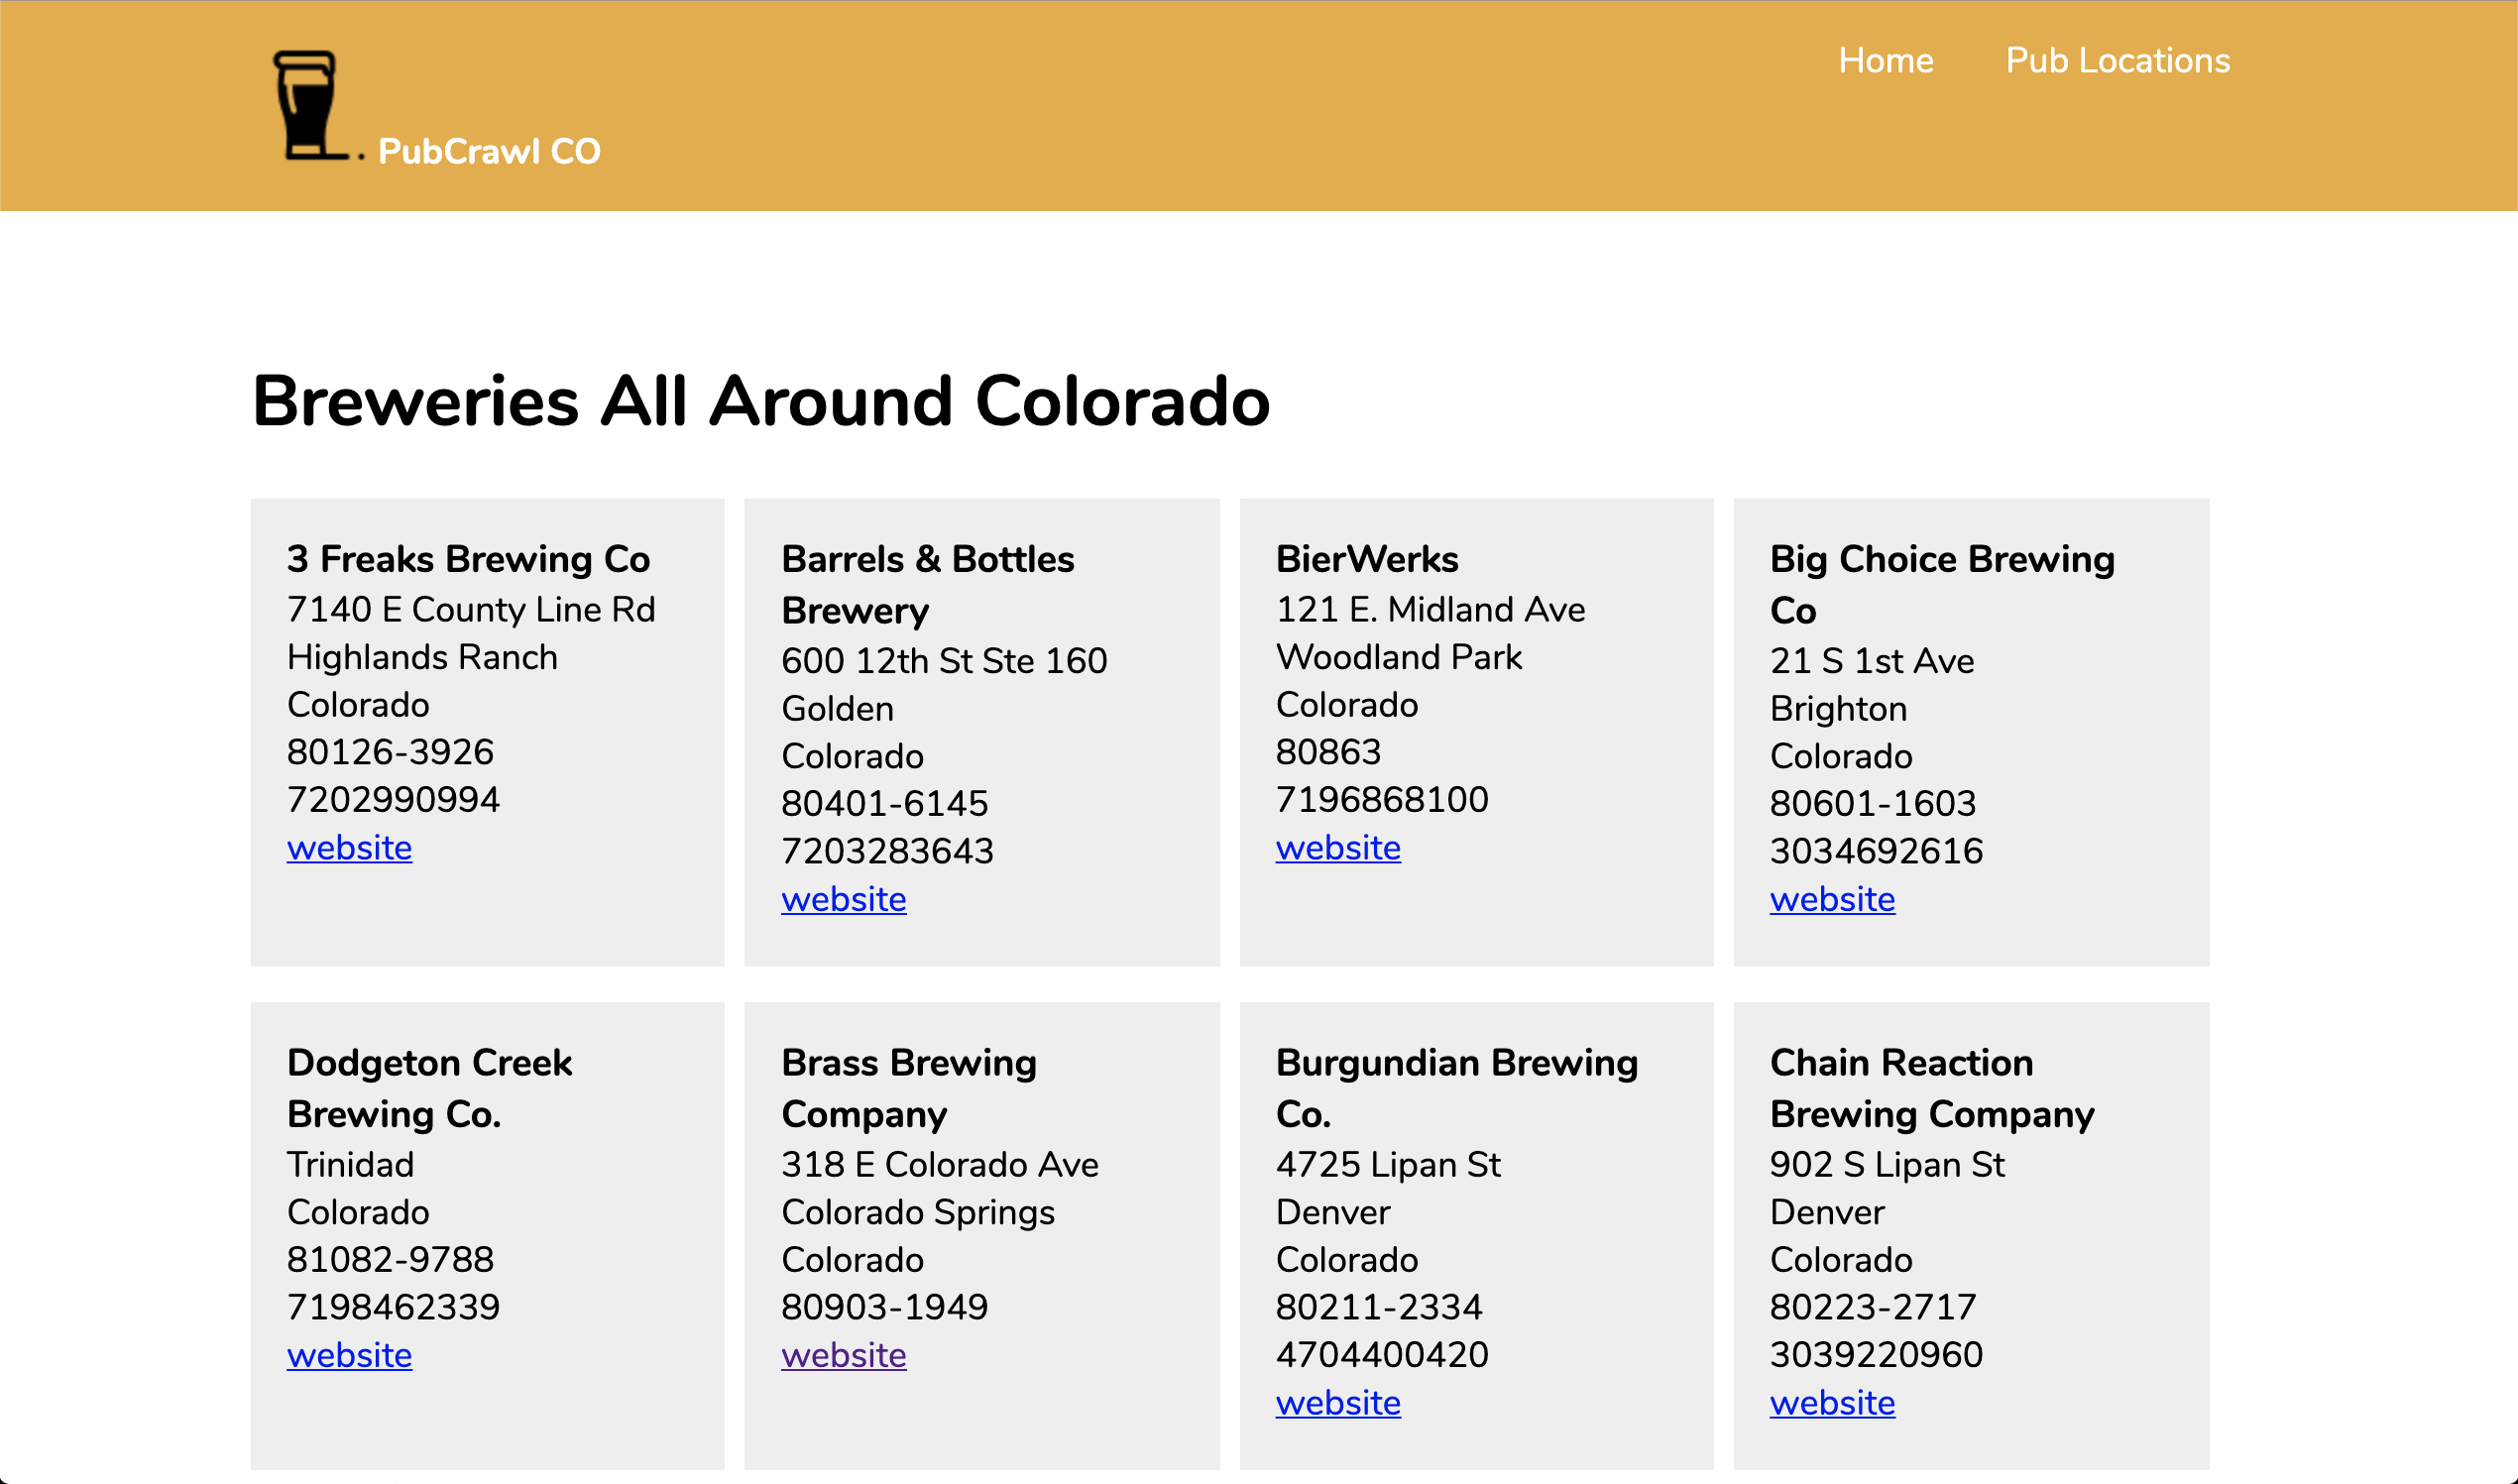 Home
Pub Locations
PubCrawl CO
Breweries All Around Colorado
3 Freaks Brewing Co
7140 E County Line Rd
Highlands Ranch
Colorado
80126-3926
7202990994
website
Barrels & Bottles
Brewery
600 12th St Ste 160
Golden
Colorado
80401-6145
7203283643
website
BierWerks
121 E. Midland Ave
Woodland Park
Colorado
80863
7196868100
website
Big Choice Brewing
Co
21 S 1st Ave
Brighton
Colorado
80601-1603
3034692616
website
Dodgeton Creek
Brewing Co.
Trinidad
Colorado
81082-9788
7198462339
website
Brass Brewing
Company
318 E Colorado Ave
Colorado Springs
Colorado
80903-1949
website
Burgundian Brewing
Co.
4725 Lipan St
Denver
Colorado
80211-2334
4704400420
website
Chain Reaction
Brewing Company
902 S Lipan St
Denver
Colorado
80223-2717
3039220960
website